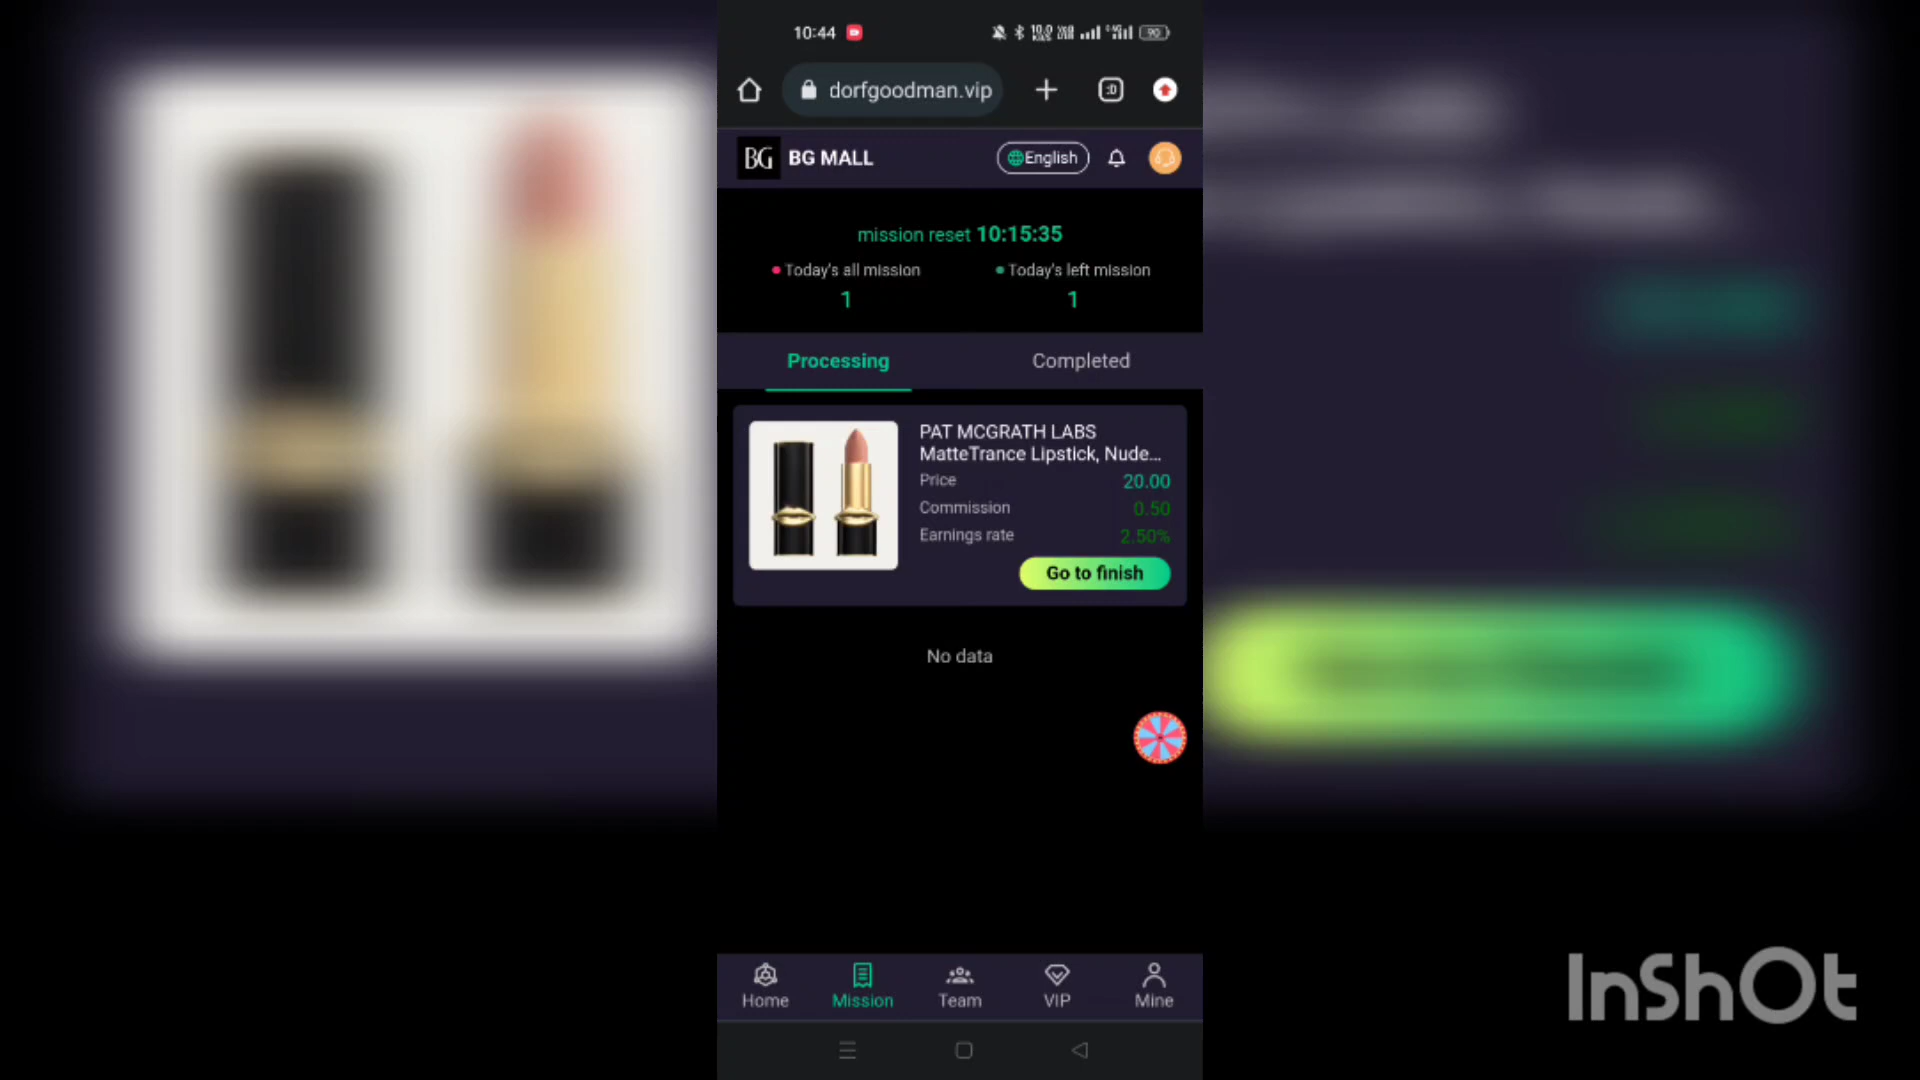 10:44
90
dorfgoodman.vip
:D
BG
BG MALL
English
mission reset 10:15:35
Today's all mission
Today's left mission
1
1
Processing
Completed
PAT MCGRATH LABS
MatteTrance Lipstick, Nude...
Price
20.00
Commission
0.50
Earnings rate
2.50%
Go to finish
No data
Home
Mission
Team
VIP
Mine
InShOt